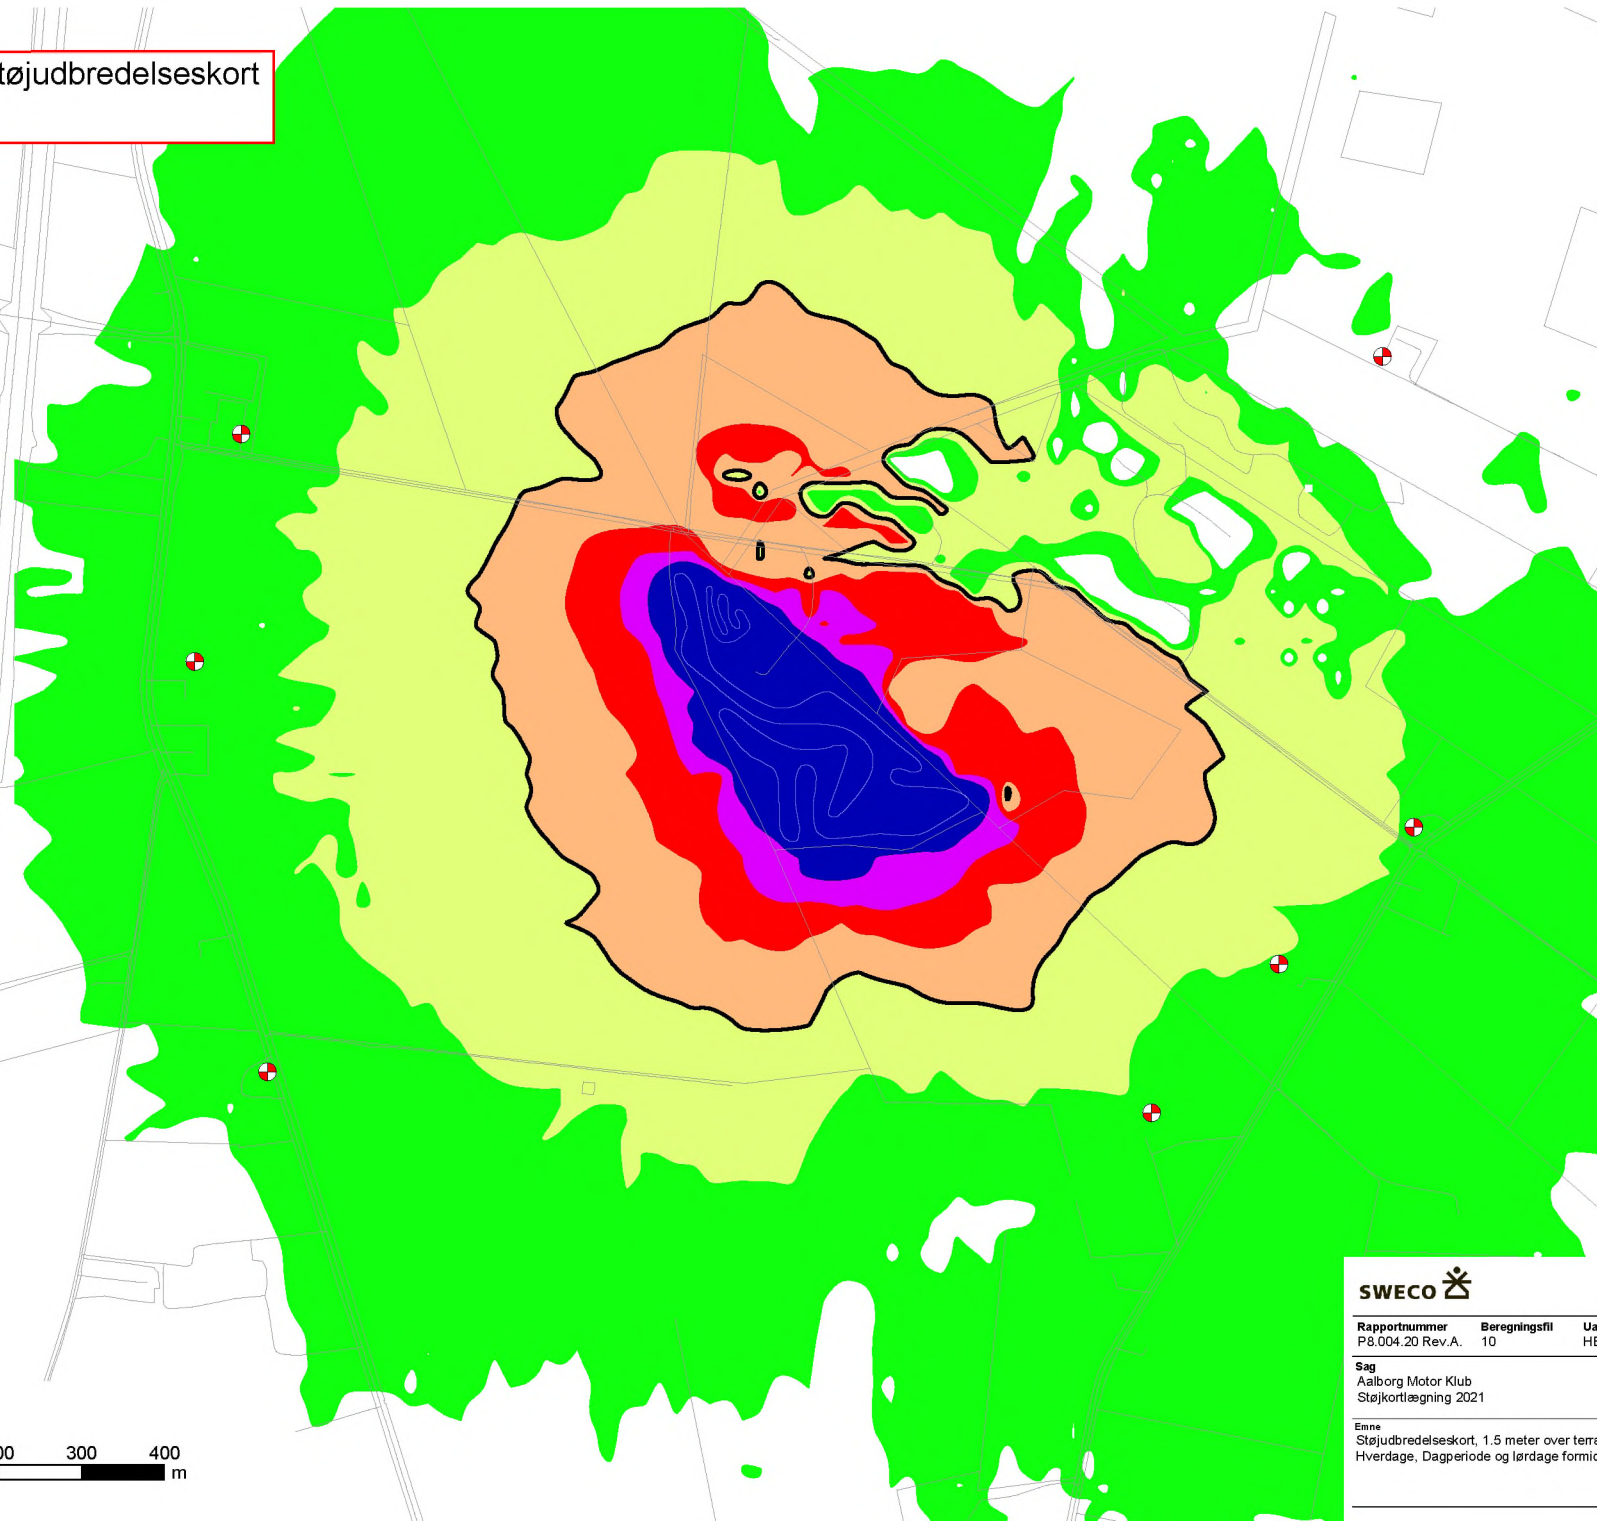 tøjudbredelseskort
SWECO
Rapportnummer Beregningsfil
P8.004.20 Rev.A. 10
Sag
Aalborg Motor Klub
Støjkortlægning 2021
Emne
Støjudbredelseskort, 1.5 meter over terra
Hverdage, Dagperiode og lørdage formid
00 300 400
m